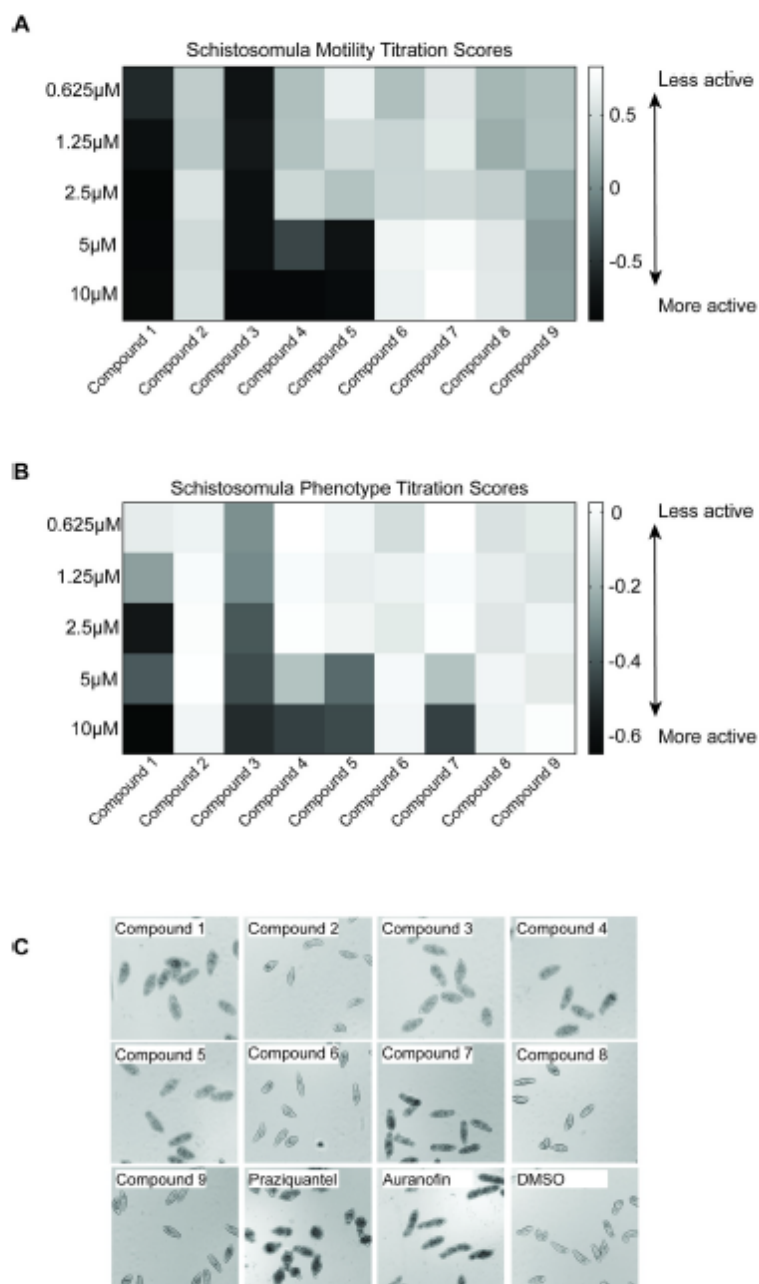 A
Schistosomula Motility Titration Scores
0.625µM
1.25µM
2.5µM
5µM
10µM
0.5
0
-0.5
Less active
More active
Compound 1
Compound 2
Compound 3
Compound 4
Compound 5
Compound 6
Compound 7
Compound 8
Compound 9
B
Schistosomula Phenotype Titration Scores
0.625µM
1.25µM
2.5µM
5µM
10µM
0
-0.2
-0.4
-0.6
Less active
More active
Compound 1
Compound 2
Compound 3
Compound 4
Compound 5
Compound 6
Compound 7
Compound 8
Compound 9
C
Compound 1 Compound 2 Compound 3 Compound 4
Compound 5 Compound 6 Compound 7 Compound 8
Compound 9 Praziquantel Auranofin DMSO